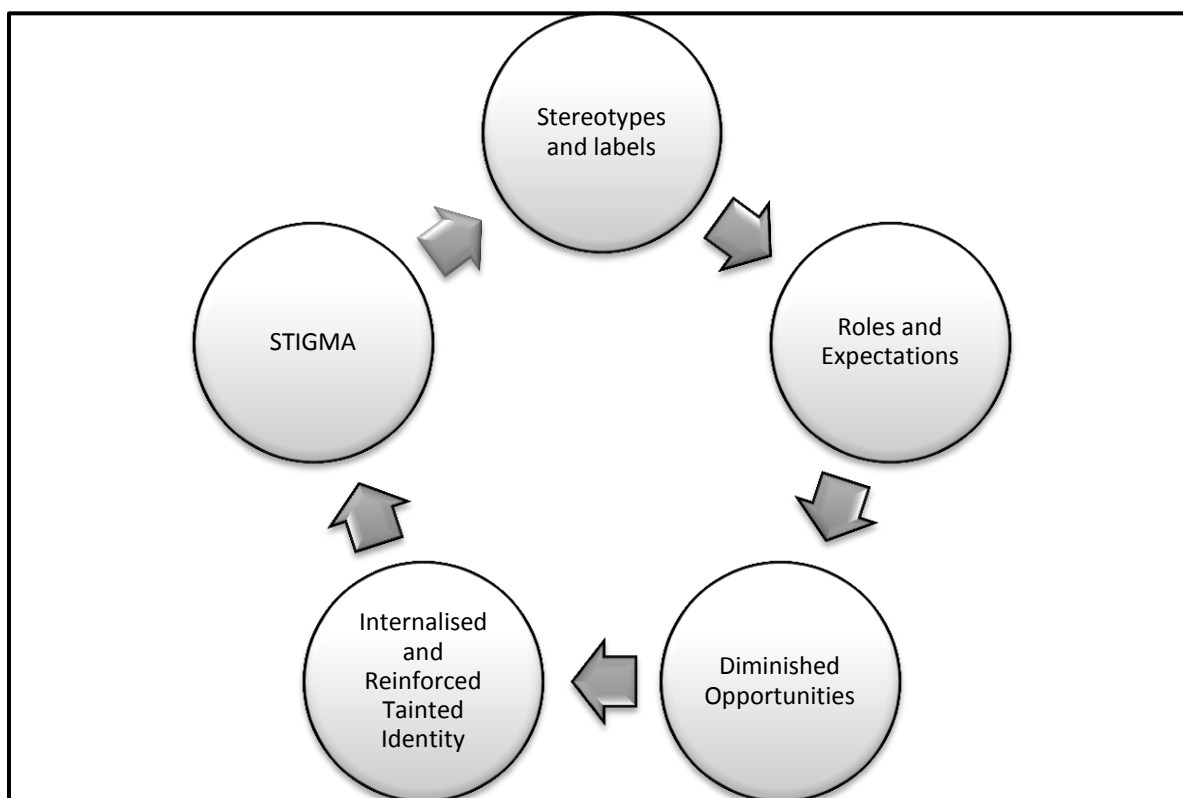 Stereotypes
and labels
Roles and
Expectations
Diminished
Opportunities
Internalised
and
Reinforced
Tainted
Identity
STIGMA